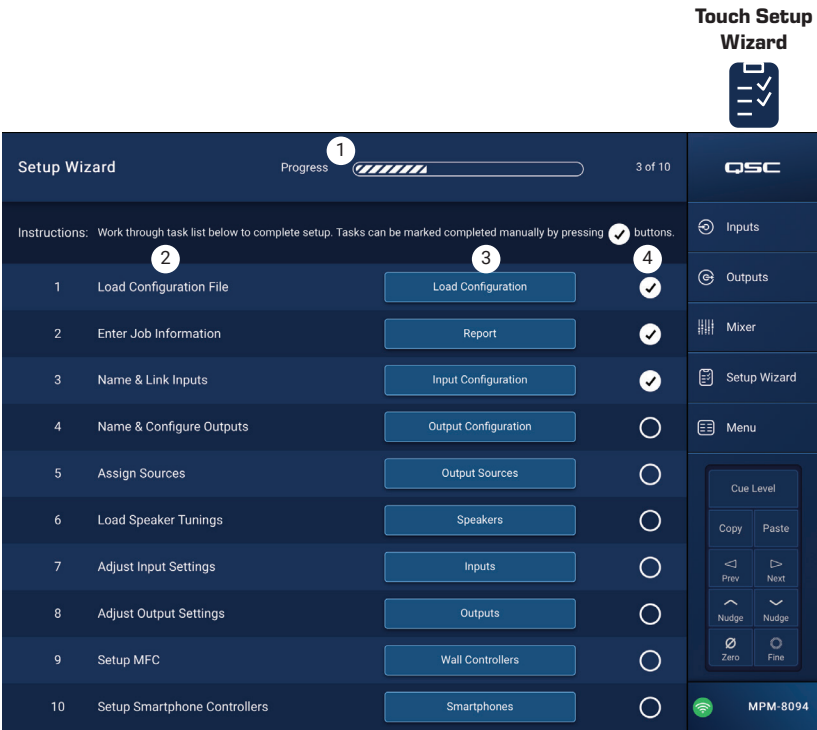 Touch Setup
Wizard
Setup Wizard
Progress
1
3 of 10
QSC
Instructions: Work through task list below to complete setup. Tasks can be marked completed manually by pressing buttons.
2
3
4
1 Load Configuration File Load Configuration
2 Enter Job Information Report
3 Name & Link Inputs Input Configuration
4 Name & Configure Outputs Output Configuration
5 Assign Sources Output Sources
6 Load Speaker Tunings Speakers
7 Adjust Input Settings Inputs
8 Adjust Output Settings Outputs
9 Setup MFC Wall Controllers
10 Setup Smartphone Controllers Smartphones
Inputs
Outputs
Mixer
Setup Wizard
Menu
Cue Level
Copy Paste
Prev Next
Nudge Nudge
Zero Fine
MPM-8094